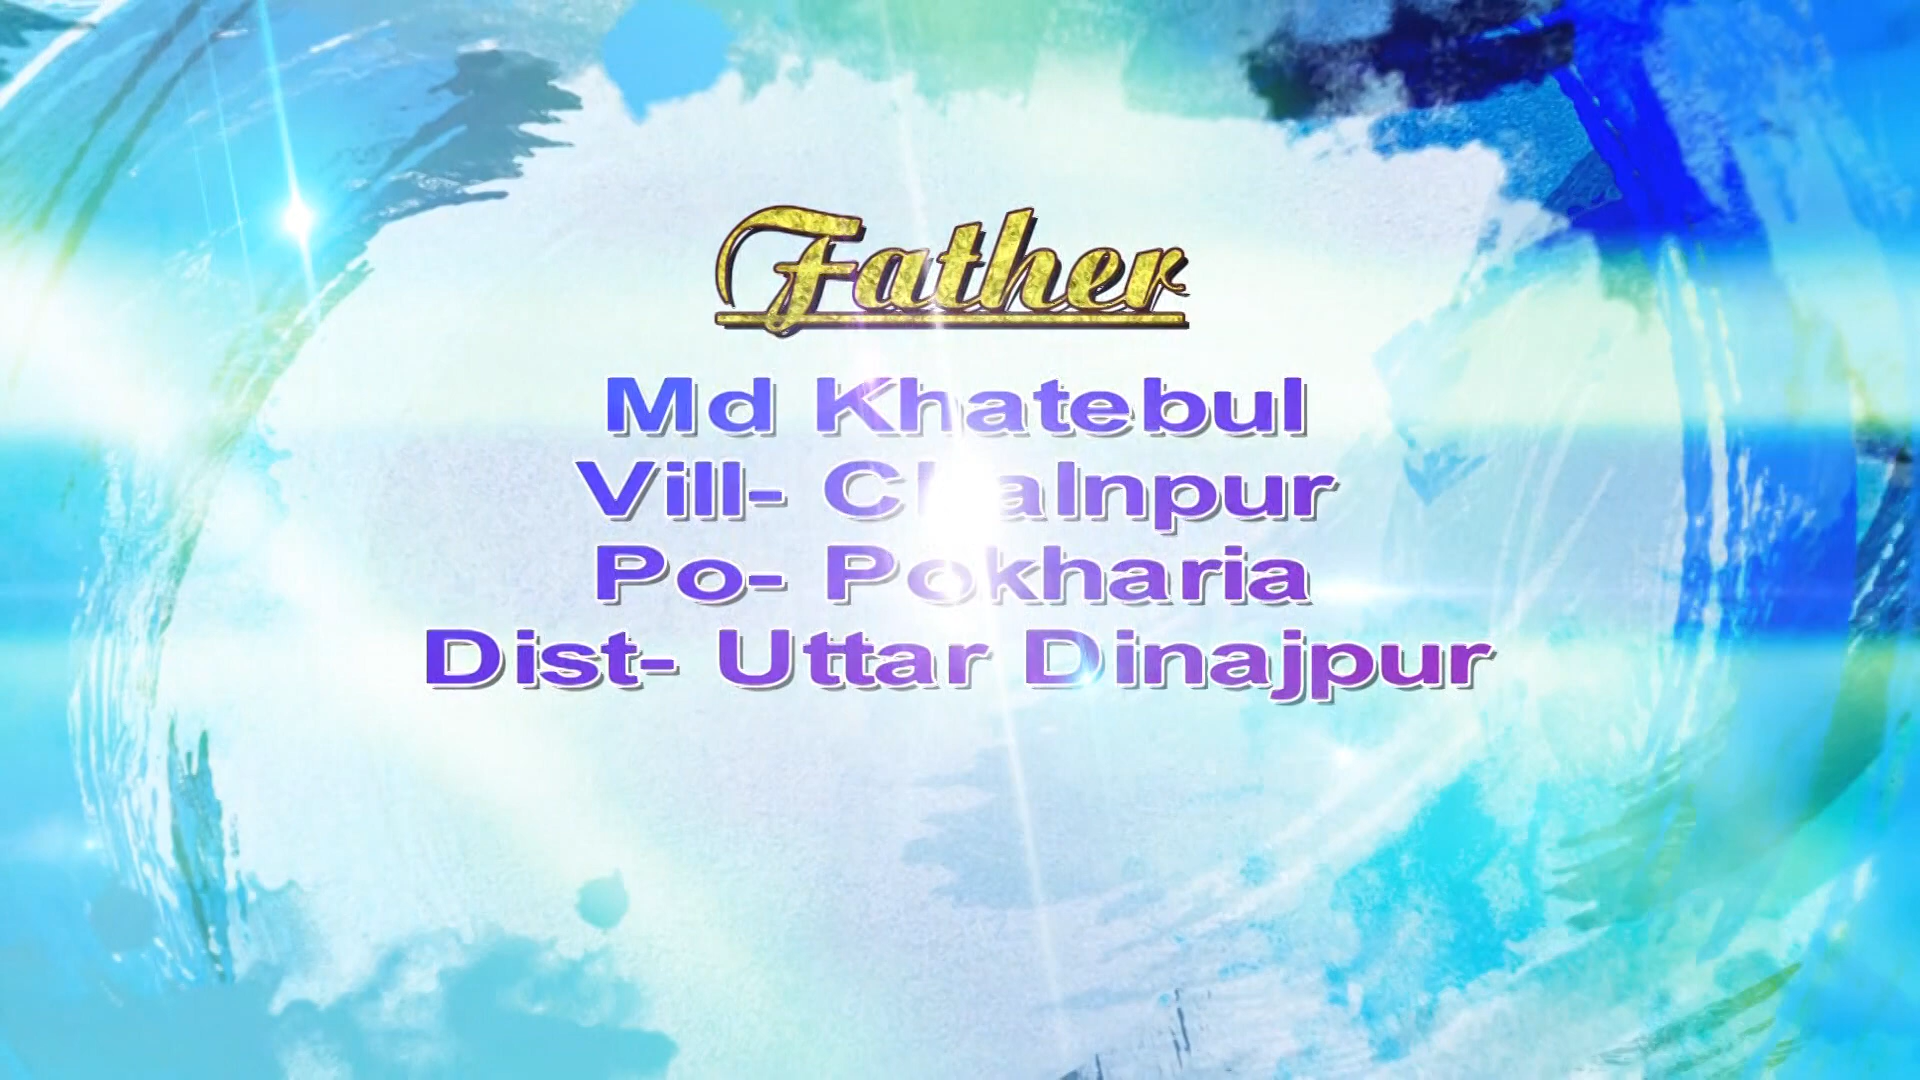 Father
Md Khatebul
Vill-
Po- Pokharia
Dist- Uttar Dinajpur